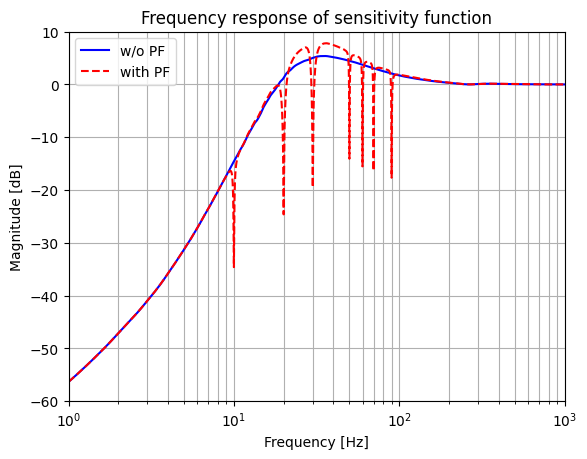 Frequency response of sensitivity function
w/o PF
with PF
Magnitude [dB]
10
0
−10
−20
−30
−40
−50
−60
10⁰
10¹
10²
10³
Frequency [Hz]